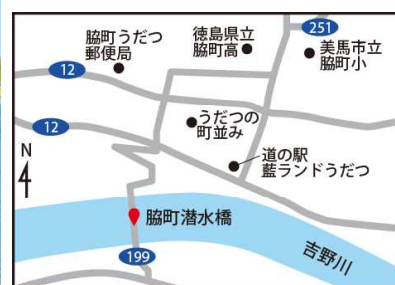 251
脇町うだつ
郵便局
徳島県立
脇町高
美馬市立
脇町小
12
12
うだつの
町並み
道の駅
藍ランドうだつ
N
脇町潜水橋
199
吉野川